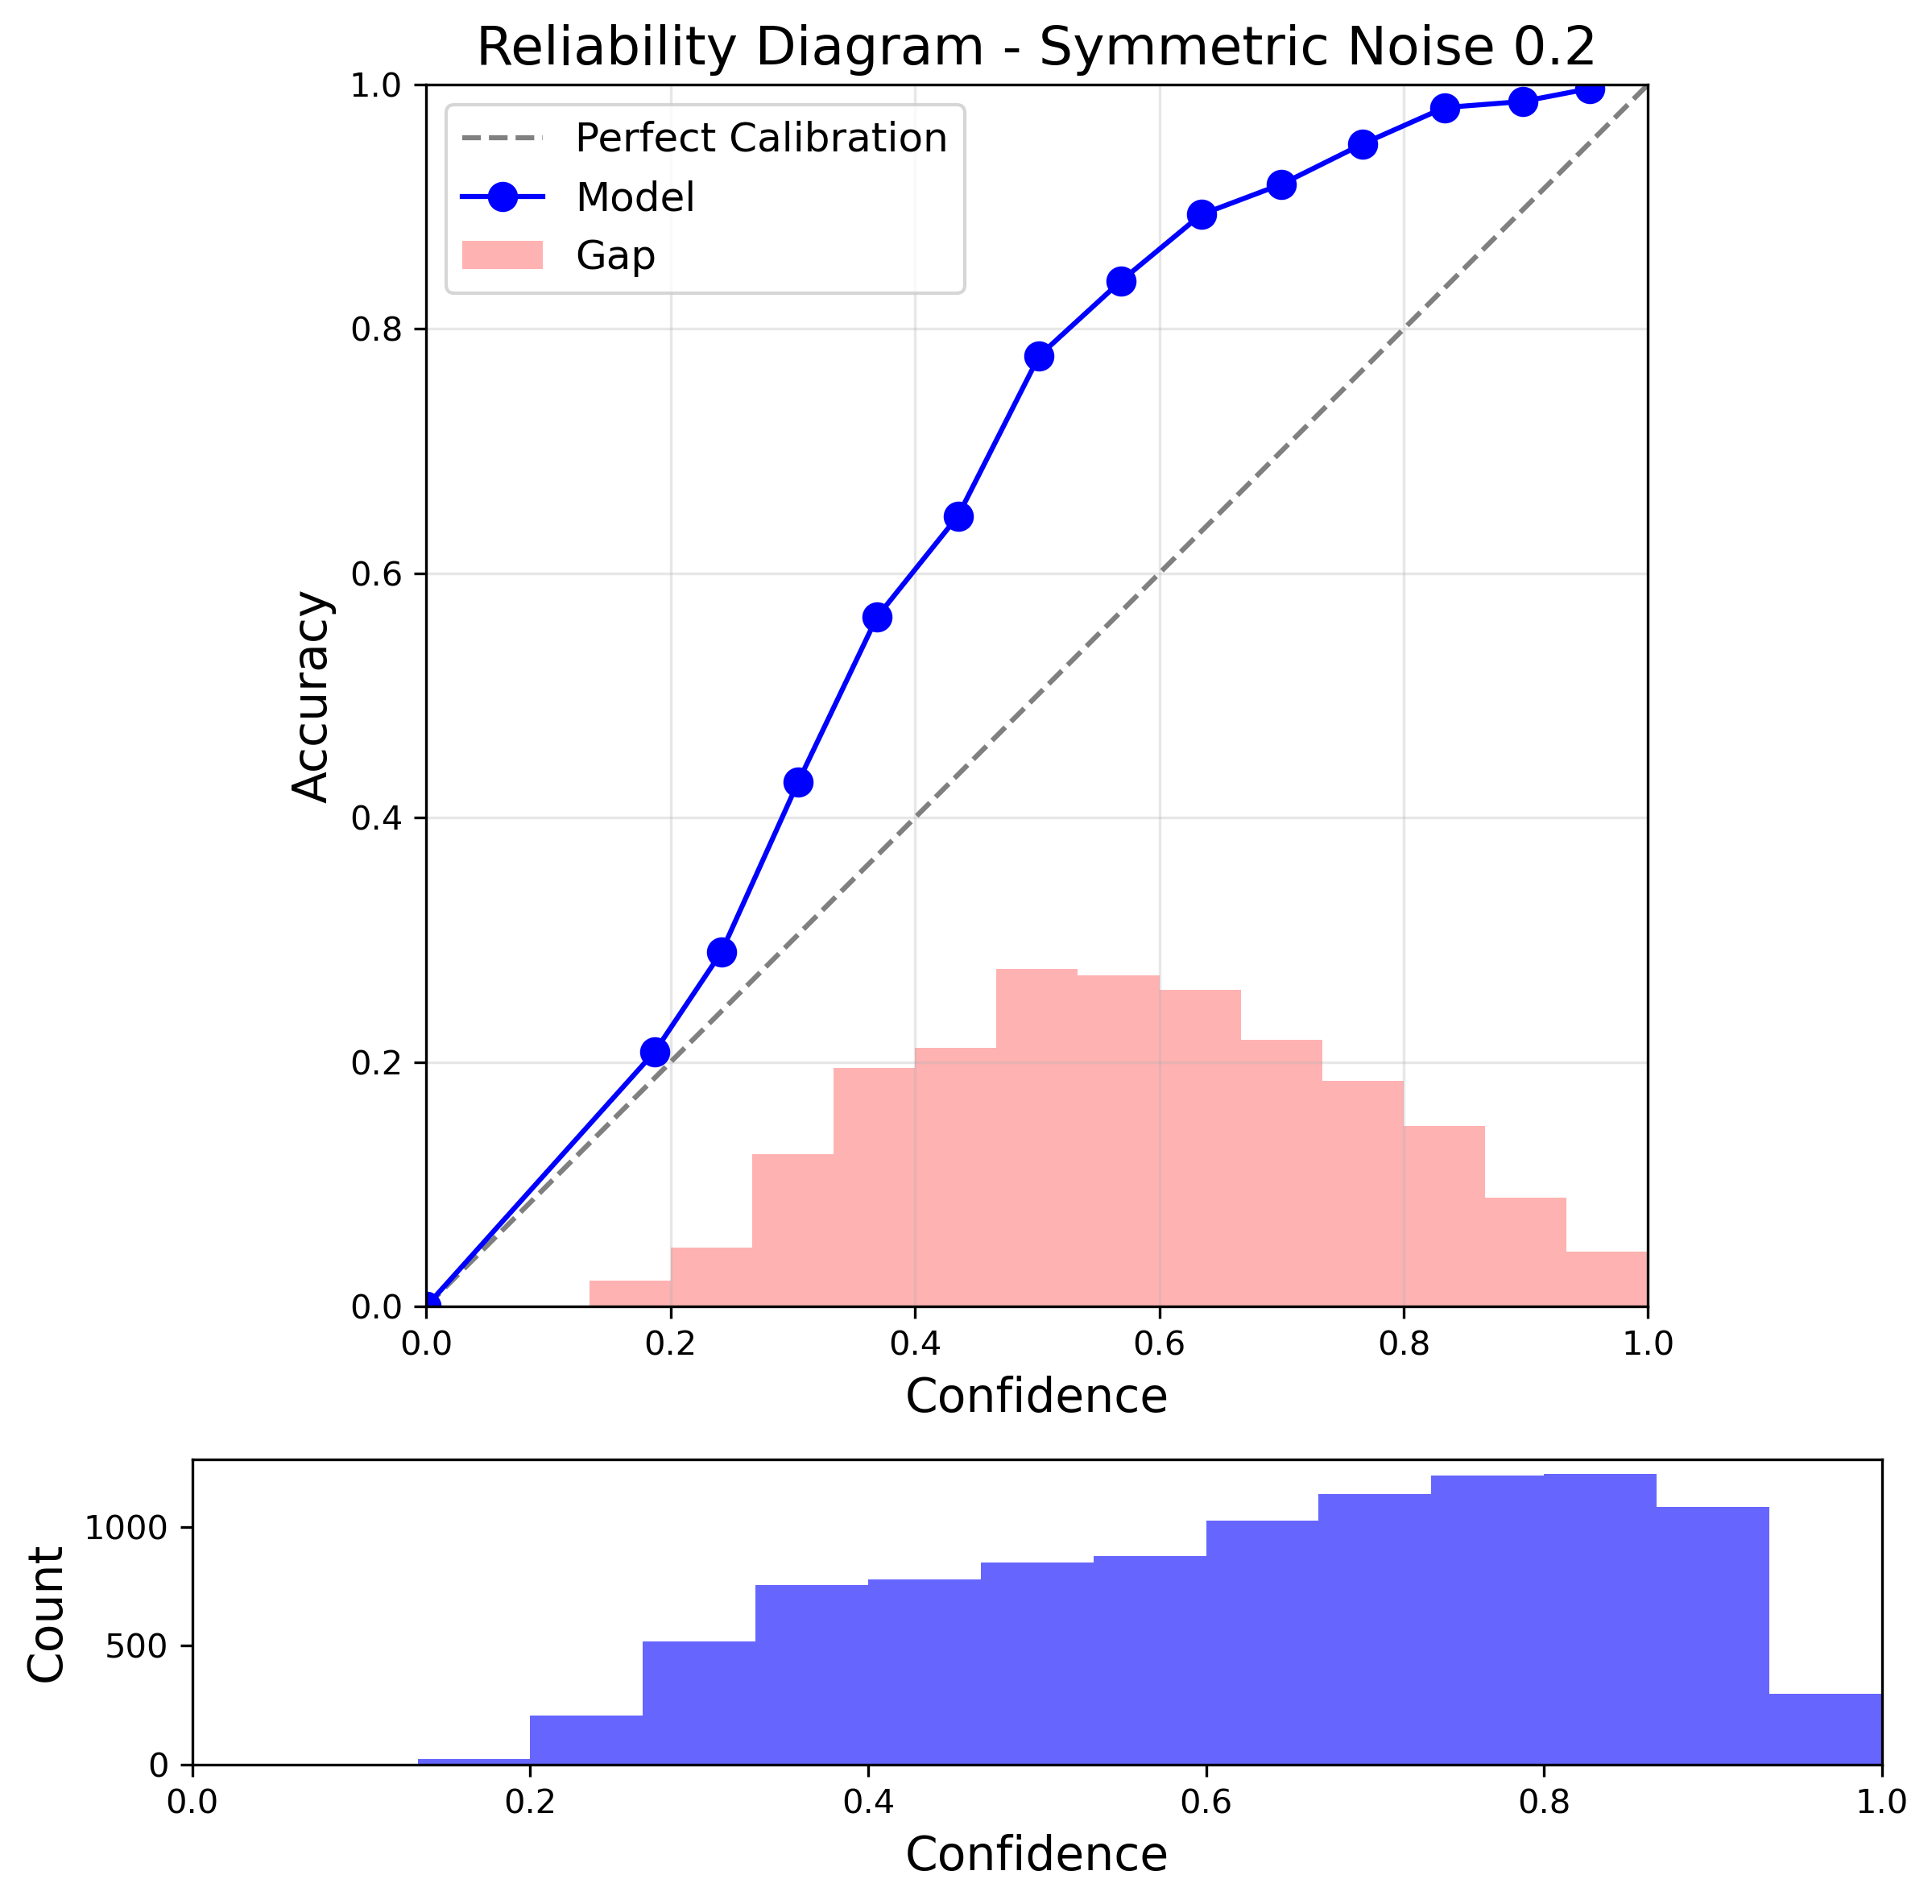 Reliability Diagram - Symmetric Noise 0.2
Perfect Calibration
Model
Gap
1.0
0.8
0.6
0.4
0.2
0.0
Accuracy
0.0 0.2 0.4 0.6 0.8 1.0
Confidence
1000
500
0
Count
0.0 0.2 0.4 0.6 0.8 1.0
Confidence